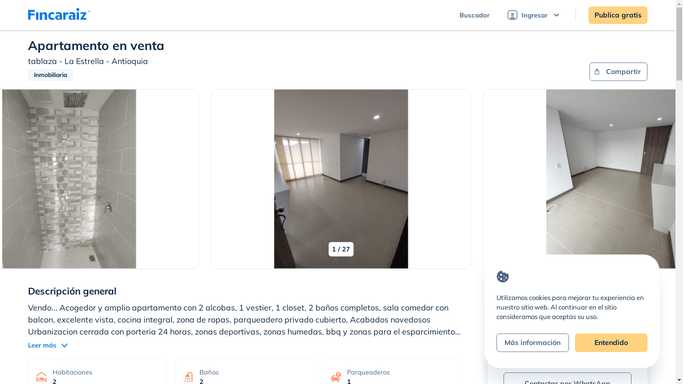 Fincaraiz
Buscador
Ingresar
Publica gratis
Apartamento en venta
tablaza - La Estrella - Antioquia
Inmobiliaria
Compartir
1 / 27
Descripción general
Vendo... Acogedor y amplio apartamento con 2 alcobas, 1 vestier, 1 closet, 2 baños completos, sala comedor con
balcon, excelente vista, cocina integral, zona de ropas, parqueadero privado cubierto. Acabados novedosos
Urbanizacion cerrada con porteria 24 horas, zonas deportivas, zonas humedas, bbq y zonas para el esparcimiento...
Leer más
Habitaciones
2
Baños
2
Parqueaderos
1
Utilizamos cookies para mejorar tu experiencia en
nuestro sitio web. Al continuar en el sitio
consideramos que aceptas su uso.
Más información
Entendido
Contactar por WhatsApp